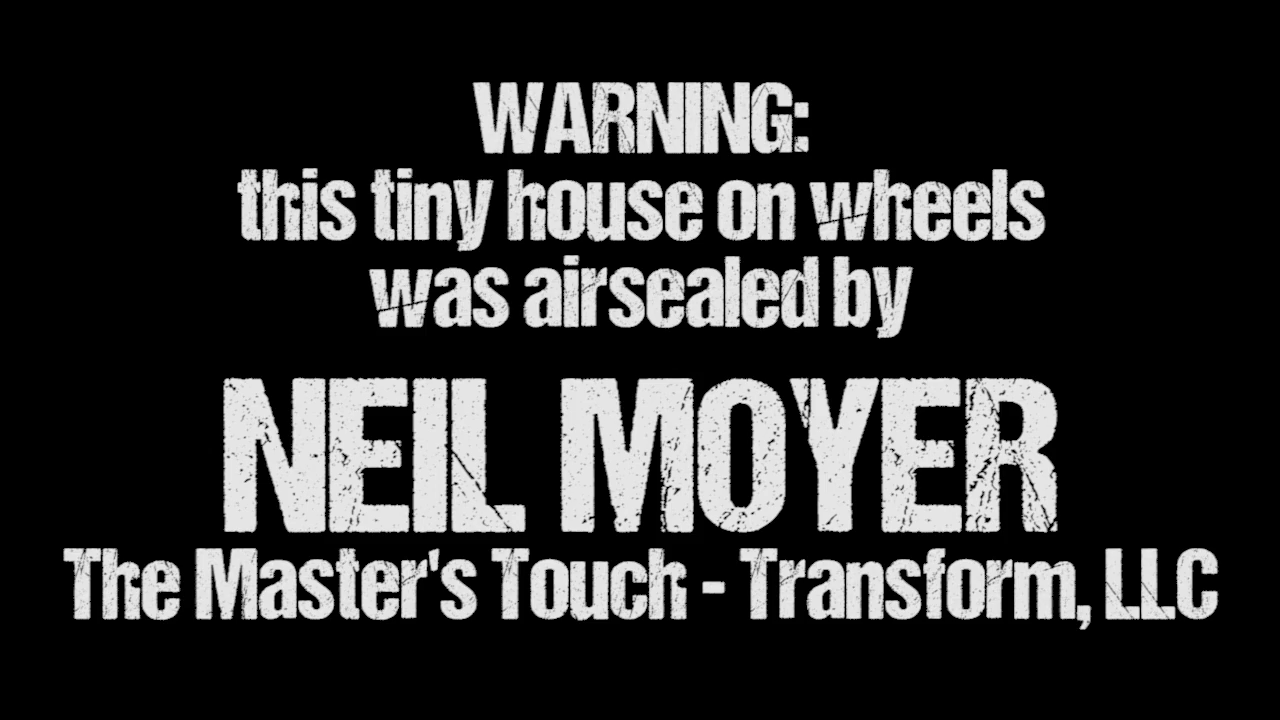 WARNING:
this tiny house on wheels
was airsealed by
NEIL MOYER
The Master's Touch - Transform, LLC